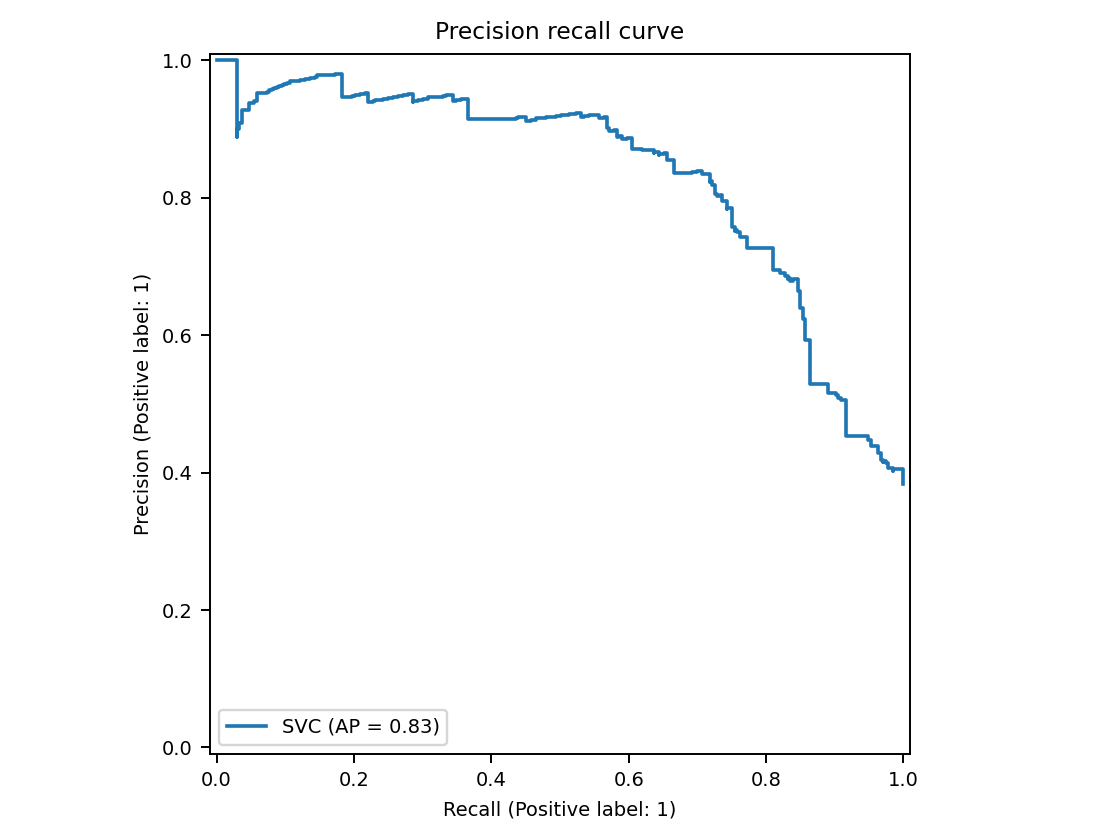 Precision recall curve
1.0
0.8
0.6
0.4
0.2
0.0
Precision (Positive label: 1)
SVC (AP = 0.83)
0.0 0.2 0.4 0.6 0.8 1.0
Recall (Positive label: 1)